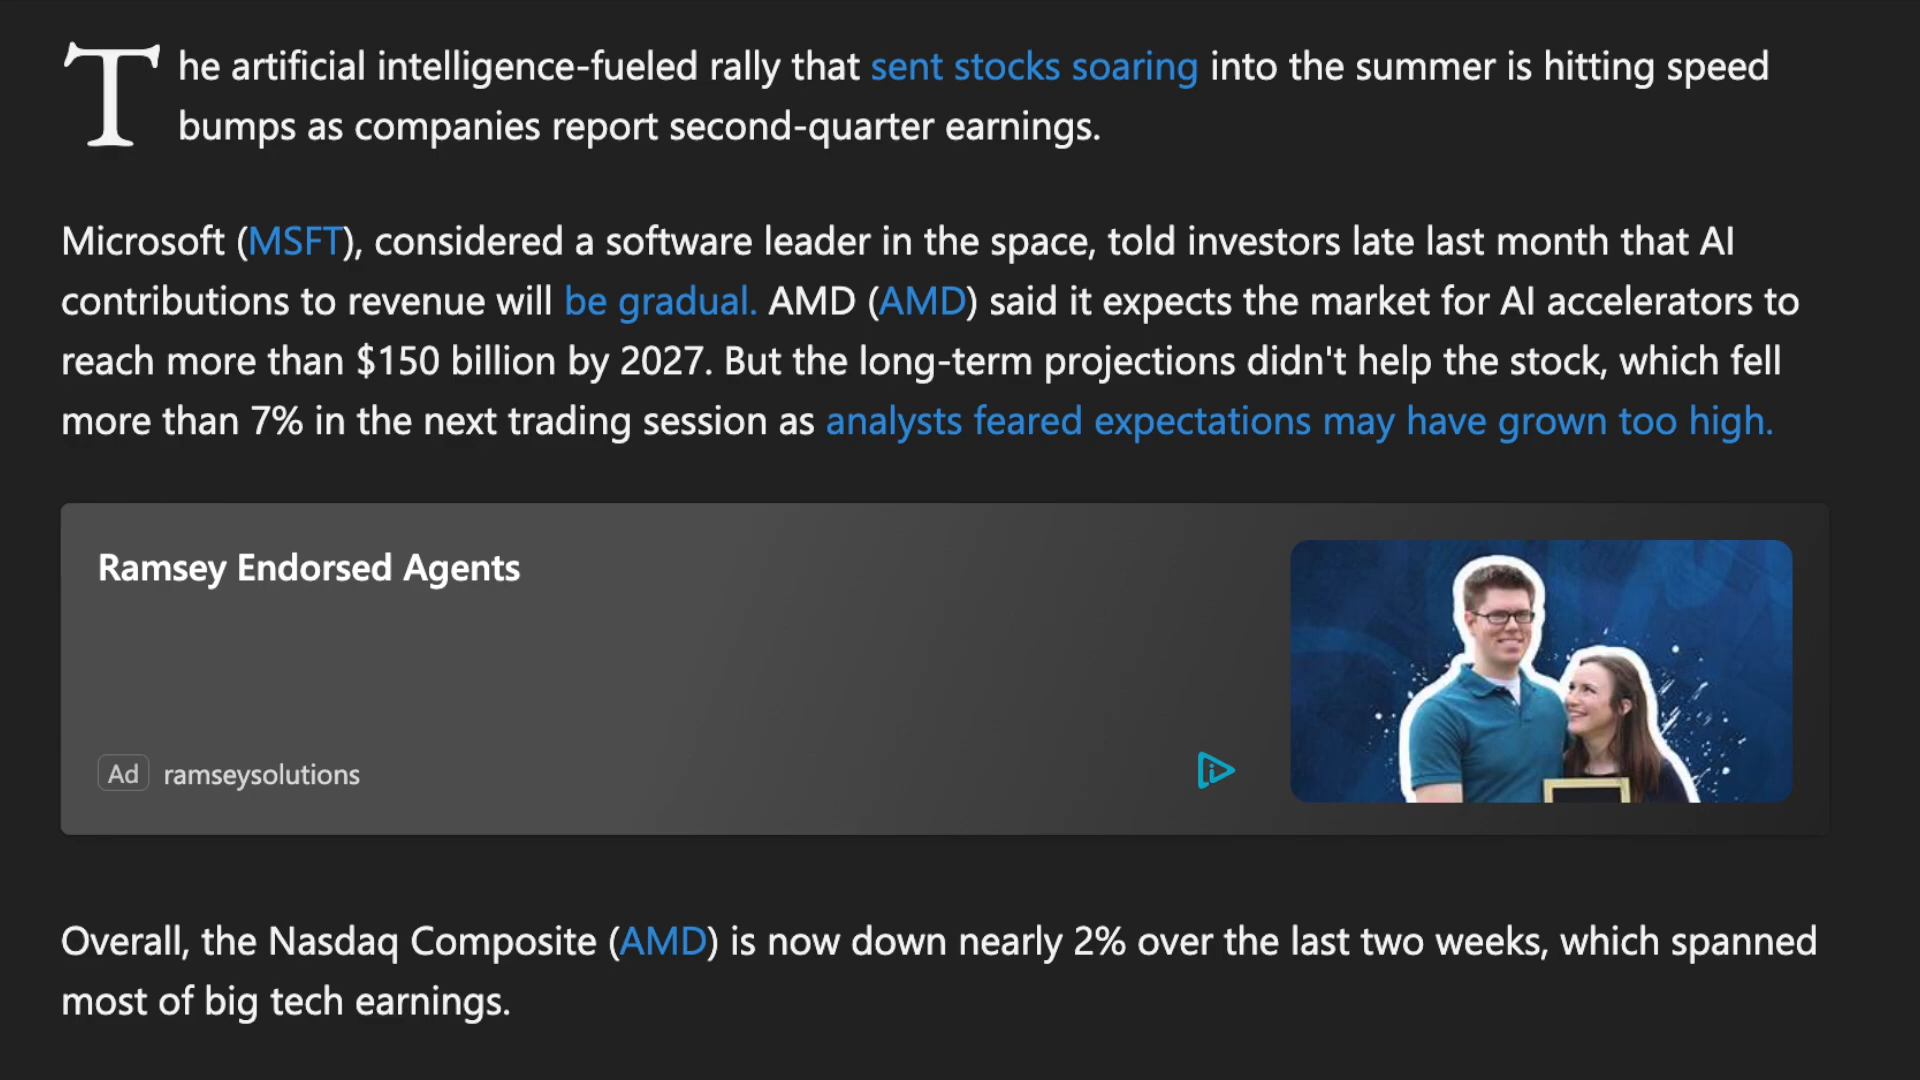 The artificial intelligence-fueled rally that sent stocks soaring into the summer is hitting speed
bumps as companies report second-quarter earnings.
Microsoft (MSFT), considered a software leader in the space, told investors late last month that AI
contributions to revenue will be gradual. AMD (AMD) said it expects the market for AI accelerators to
reach more than $150 billion by 2027. But the long-term projections didn't help the stock, which fell
more than 7% in the next trading session as analysts feared expectations may have grown too high.
Ramsey Endorsed Agents
Ad ramseysolutions
Overall, the Nasdaq Composite (AMD) is now down nearly 2% over the last two weeks, which spanned
most of big tech earnings.